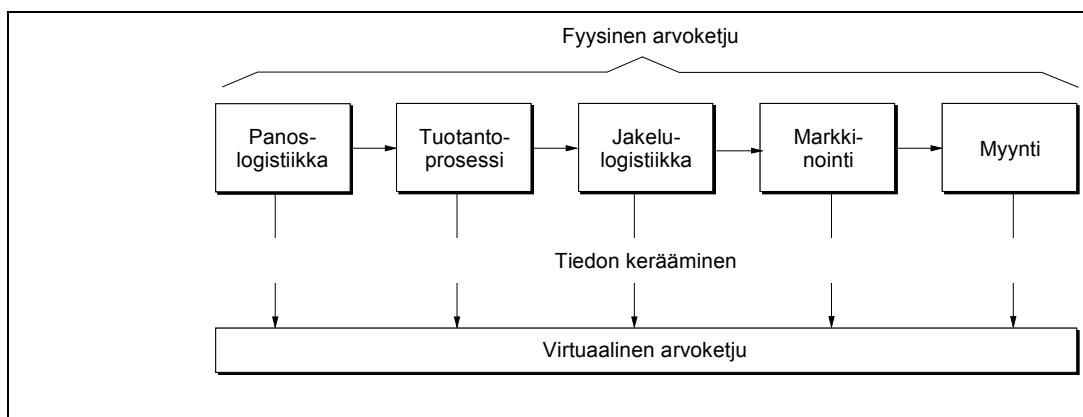 Fyysinen arvoketju
Panos-
logistiikka
Tuotanto-
prosessi
Jakelu-
logistiikka
Markki-
nointi
Myynti
Tiedon kerääminen
Virtuaalinen arvoketju